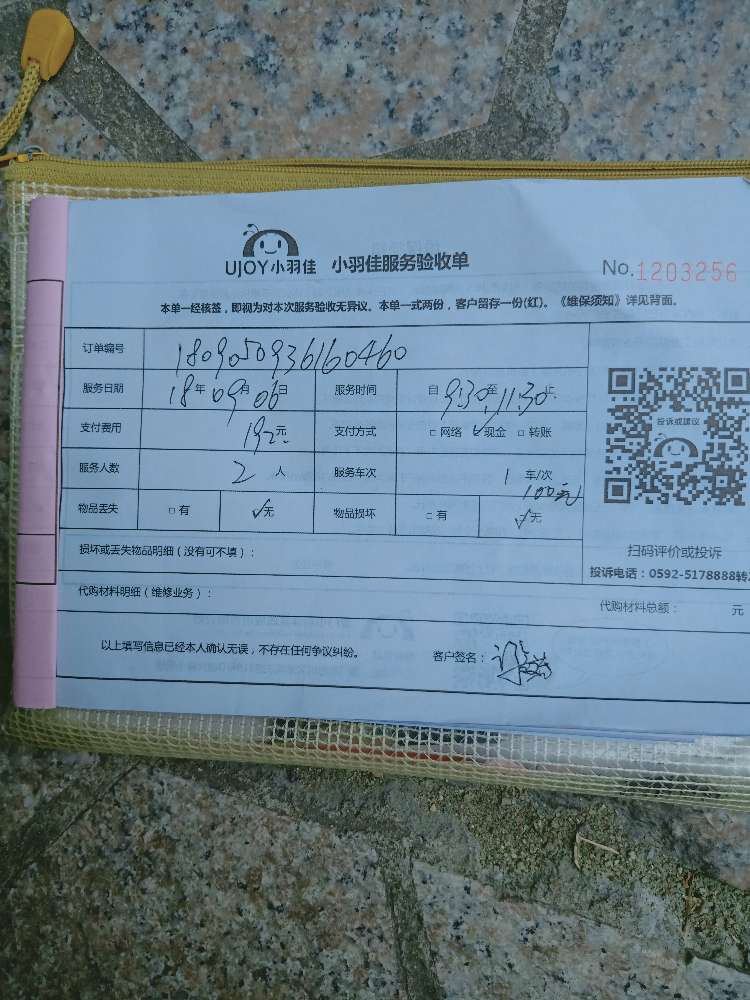 UJOY小羽佳 小羽佳服务验收单 No.1203256
本单一经核签，即视为对本次服务验收无异议。本单一式两份，客户留存一份(红)。《维保须知》详见背面。
订单编号 1809050936160460
服务日期 18年09月06日 服务时间 自9:30至11:30止
支付费用 192元 支付方式 □网络 ✓现金 □转账
服务人数 2人 服务车次 1车/次
100元
物品丢失 □有 ✓无 物品损坏 □有 ✓无
损坏或丢失物品明细（没有可不填）：
投诉或建议
扫码评价或投诉
投诉电话：0592-5178888转
代购材料明细（维修业务）： 代购材料总额： 元
以上填写信息已经本人确认无误，不存在任何争议纠纷。 客户签名：